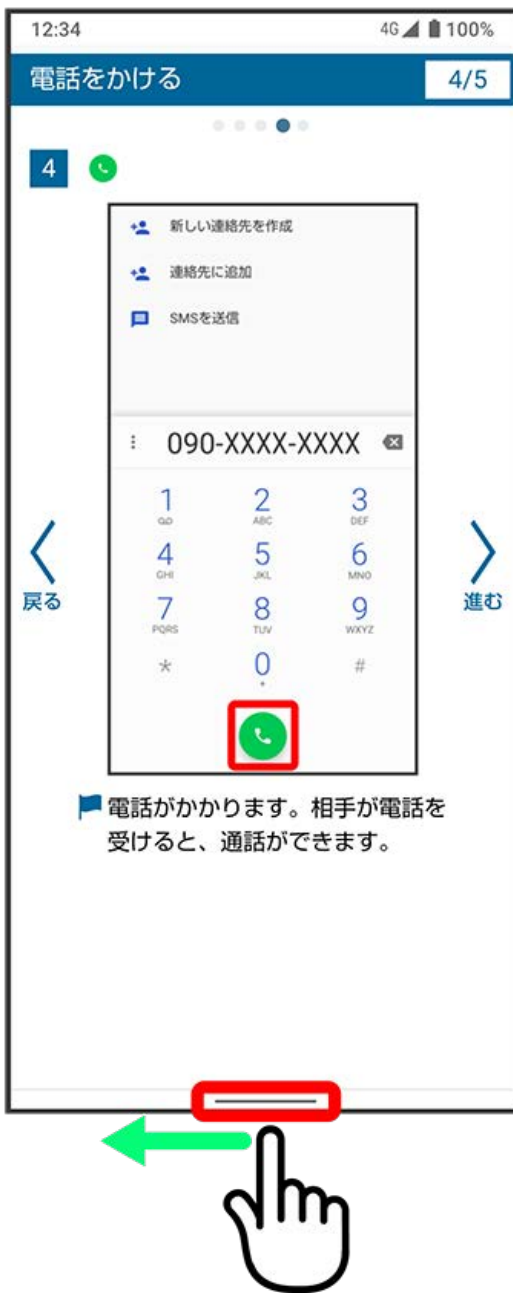 12:34 4G 100%
電話をかける 4/5
4
新しい連絡先を作成
連絡先に追加
SMSを送信
090-XXXX-XXXX
1 2 3
ABC DEF
4 5 6
GHI JKL MNO
7 8 9
PQRS TUV WXYZ
* 0 #
+
戻る 進む
電話がかかります。相手が電話を
受けると、通話ができます。